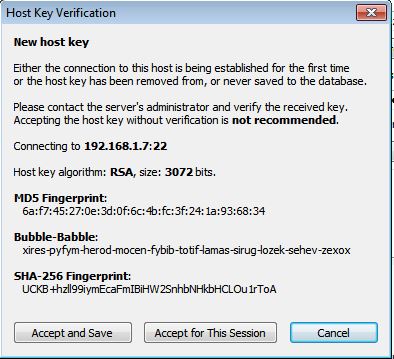 Host Key Verification
New host key
Either the connection to this host is being established for the first time
or the host key has been removed from, or never saved to the database.
Please contact the server's administrator and verify the received key.
Accepting the host key without verification is not recommended.
Connecting to 192.168.1.7:22
Host key algorithm: RSA, size: 3072 bits.
MD5 Fingerprint:
6a:f7:45:27:0e:3d:0f:6c:4b:fc:3f:24:1a:93:68:34
Bubble-Babble:
xires-pyfym-herod-mocen-fybib-totif-lamas-sirug-lozek-sehev-zexox
SHA-256 Fingerprint:
UCKB+hzll99iymEcaFmIBiHW2SnhbNHkbHCLOu1rToA
Accept and Save
Accept for This Session
Cancel